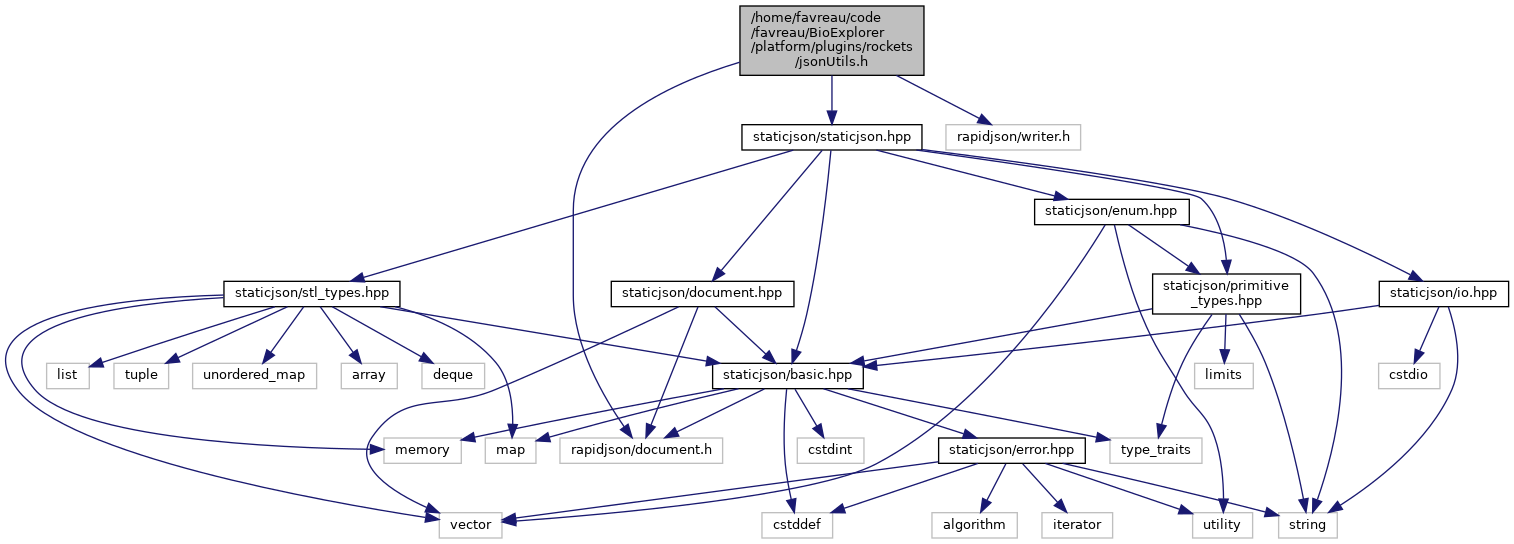 /home/favreau/code
/favreau/BioExplorer
/platform/plugins/rockets
/jsonUtils.h
staticjson/staticjson.hpp
rapidjson/writer.h
staticjson/enum.hpp
staticjson/stl_types.hpp
staticjson/document.hpp
staticjson/primitive
_types.hpp
staticjson/io.hpp
list
tuple
unordered_map
array
deque
staticjson/basic.hpp
limits
cstdio
memory
map
rapidjson/document.h
cstdint
staticjson/error.hpp
type_traits
vector
cstddef
algorithm
iterator
utility
string